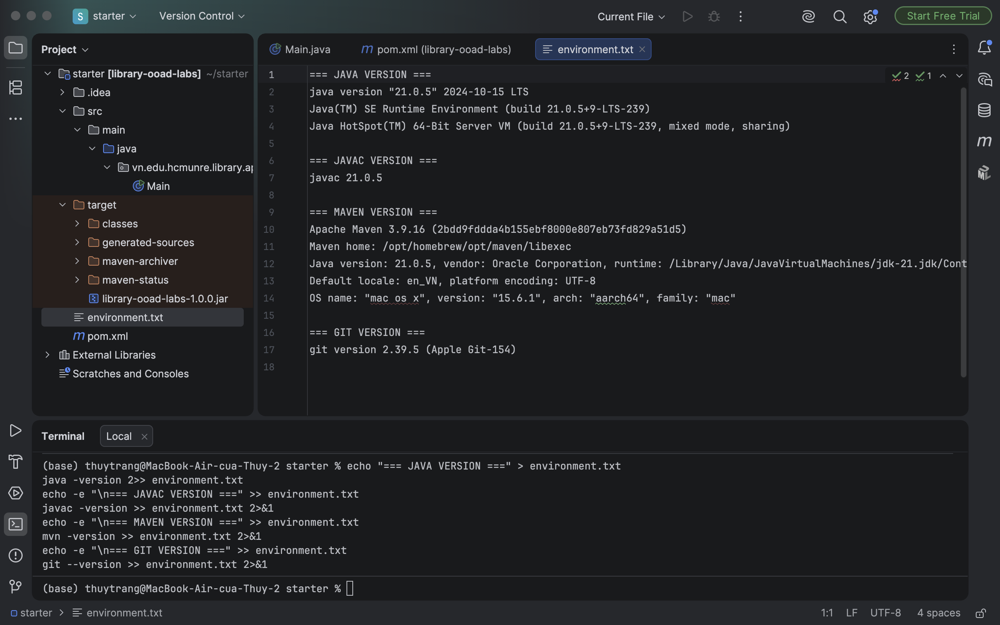 S starter Version Control Current File Start Free Trial
Project
starter [library-ooad-labs] ~/starter
.idea
src
main
java
vn.edu.hcmunre.library.ap
Main
target
classes
generated-sources
maven-archiver
maven-status
library-ooad-labs-1.0.0.jar
environment.txt
pom.xml
External Libraries
Scratches and Consoles
Main.java pom.xml (library-ooad-labs) environment.txt
2 1
1 === JAVA VERSION ===
2 java version "21.0.5" 2024-10-15 LTS
3 Java(TM) SE Runtime Environment (build 21.0.5+9-LTS-239)
4 Java HotSpot(TM) 64-Bit Server VM (build 21.0.5+9-LTS-239, mixed mode, sharing)
5
6 === JAVAC VERSION ===
7 javac 21.0.5
8
9 === MAVEN VERSION ===
10 Apache Maven 3.9.16 (2bdd9fddda4b155ebf8000e807eb73fd829a51d5)
11 Maven home: /opt/homebrew/opt/maven/libexec
12 Java version: 21.0.5, vendor: Oracle Corporation, runtime: /Library/Java/JavaVirtualMachines/jdk-21.jdk/Cont
13 Default locale: en_VN, platform encoding: UTF-8
14 OS name: "mac os x", version: "15.6.1", arch: "aarch64", family: "mac"
15
16 === GIT VERSION ===
17 git version 2.39.5 (Apple Git-154)
18
Terminal Local
(base) thuytrang@MacBook-Air-cua-Thuy-2 starter % echo "=== JAVA VERSION ===" > environment.txt
java -version 2>> environment.txt
echo -e "\n=== JAVAC VERSION ===" >> environment.txt
javac -version >> environment.txt 2>&1
echo -e "\n=== MAVEN VERSION ===" >> environment.txt
mvn -version >> environment.txt 2>&1
echo -e "\n=== GIT VERSION ===" >> environment.txt
git --version >> environment.txt 2>&1
(base) thuytrang@MacBook-Air-cua-Thuy-2 starter %
starter environment.txt 1:1 LF UTF-8 4 spaces